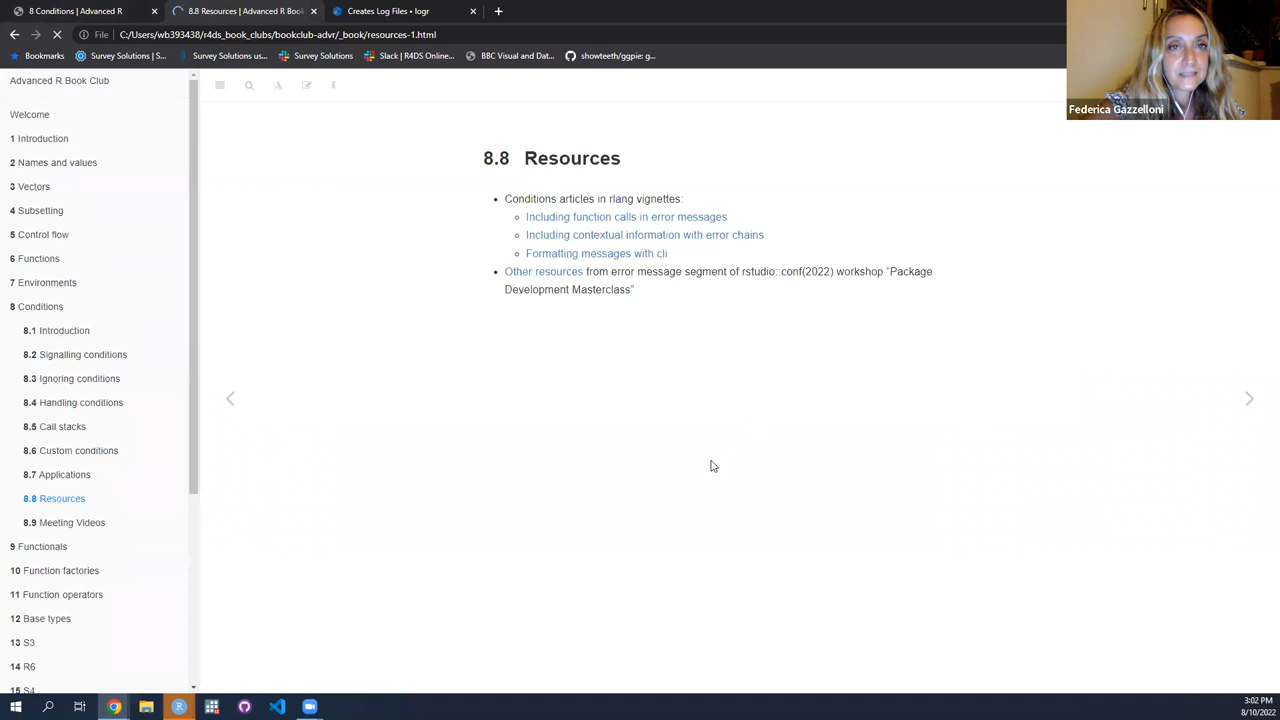 8 Conditions | Advanced R
8.8 Resources | Advanced R Book
Creates Log Files • logr
File
C:/Users/wb393438/r4ds_book_clubs/bookclub-advr/_book/resources-1.html
Bookmarks
Survey Solutions | S...
Survey Solutions us...
Survey Solutions
Slack | R4DS Online...
BBC Visual and Dat...
showteeth/ggpie: g...
Federica Gazzelloni
Advanced R Book Club
Welcome
1 Introduction
2 Names and values
3 Vectors
4 Subsetting
5 Control flow
6 Functions
7 Environments
8 Conditions
8.1 Introduction
8.2 Signalling conditions
8.3 Ignoring conditions
8.4 Handling conditions
8.5 Call stacks
8.6 Custom conditions
8.7 Applications
8.8 Resources
8.9 Meeting Videos
9 Functionals
10 Function factories
11 Function operators
12 Base types
13 S3
14 R6
15 S4
8.8 Resources
• Conditions articles in rlang vignettes:
Including function calls in error messages
Including contextual information with error chains
Formatting messages with cli
• Other resources from error message segment of rstudio::conf(2022) workshop “Package
Development Masterclass”
3:02 PM
8/10/2022